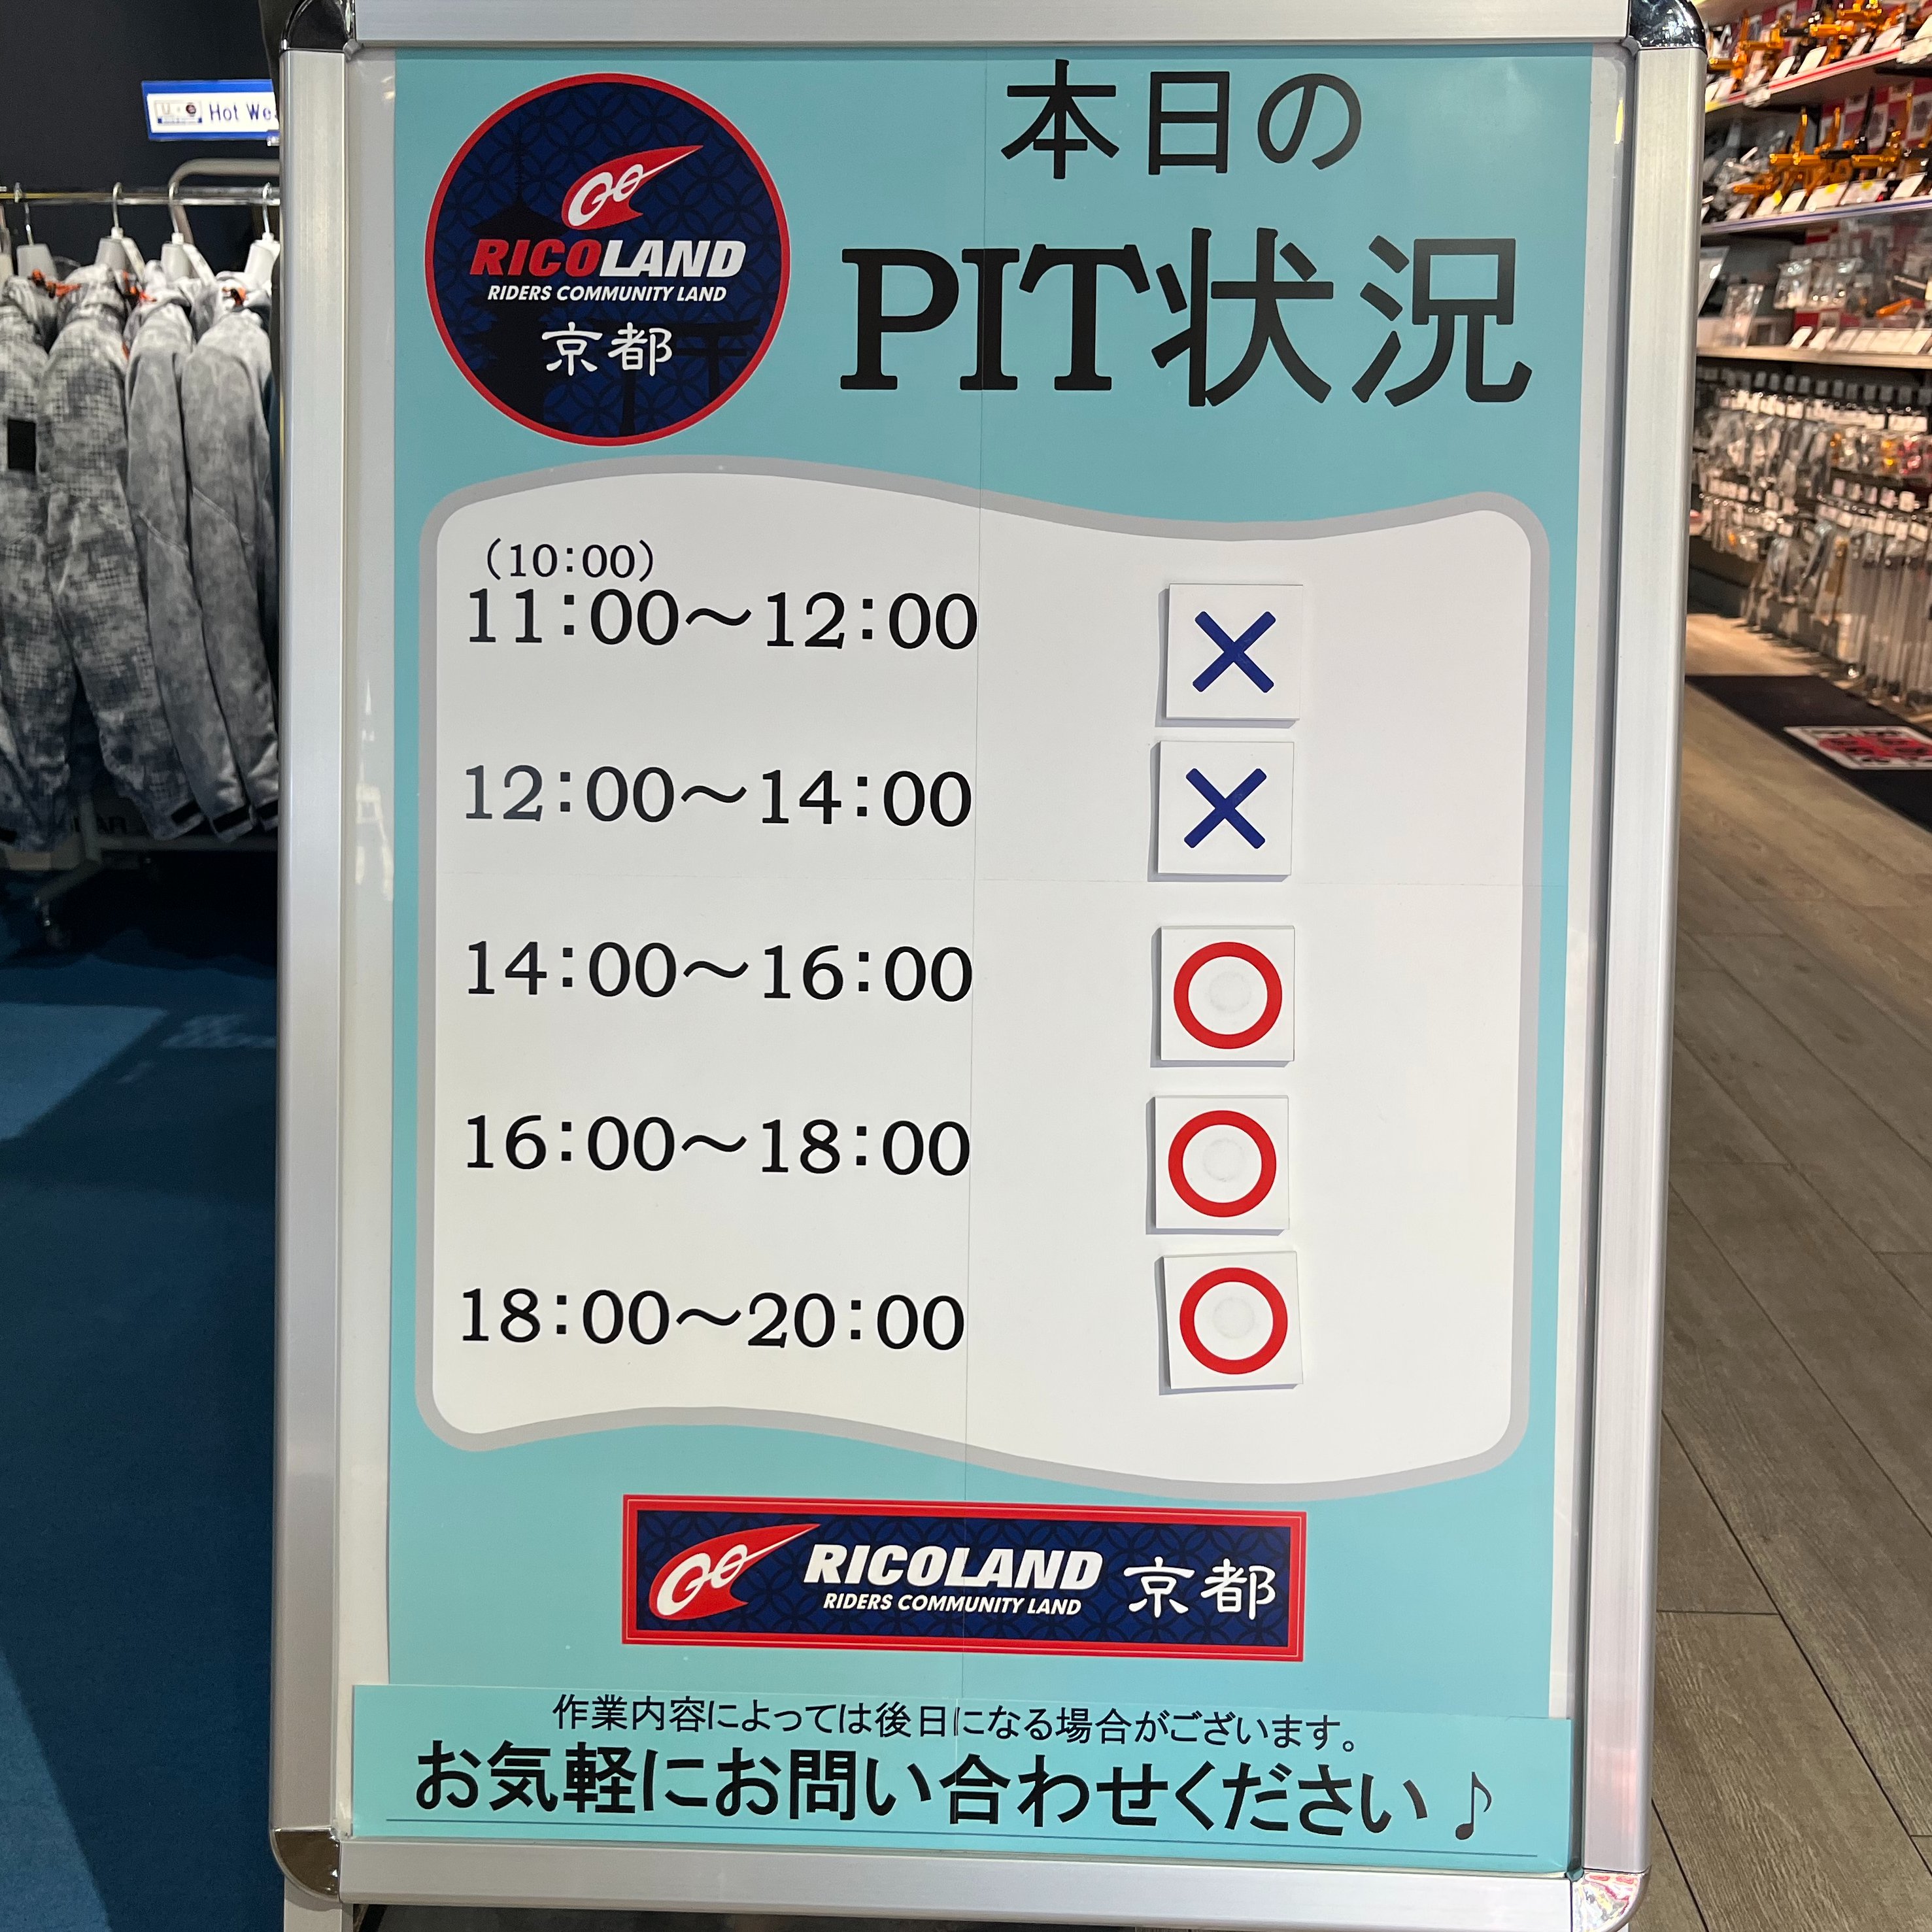 Hot We
本日の
PIT状況
RICOLAND
RIDERS COMMUNITY LAND
京都
(10:00)
11:00〜12:00 ×
12:00〜14:00 ×
14:00〜16:00 ○
16:00〜18:00 ○
18:00〜20:00 ○
RICOLAND 京都
RIDERS COMMUNITY LAND
作業内容によっては後日になる場合がございます。
お気軽にお問い合わせください♪